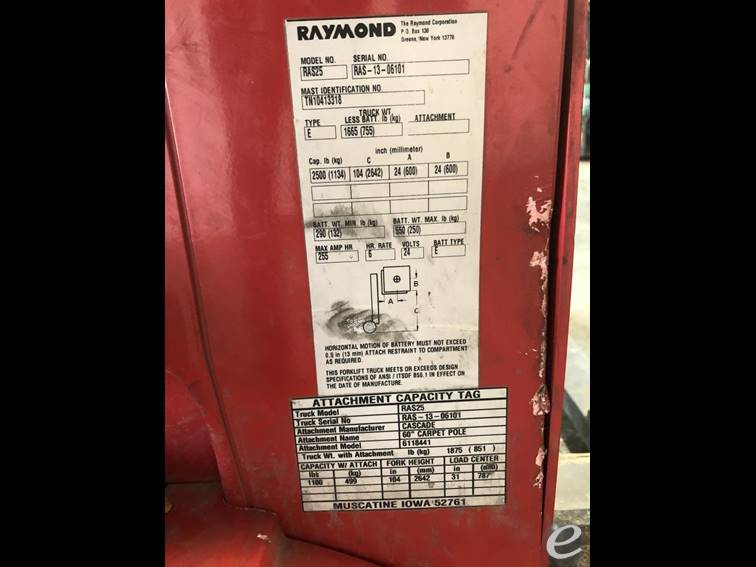 RAYMOND
The Raymond Corporation
P.O. Box 130
Greene, New York 13778
MODEL NO. SERIAL NO.
RAS25 RAS-13-06101
MAST IDENTIFICATION NO.
TN10413318
TYPE TRUCK WT. LESS BATT. lb (kg) ATTACHMENT
E 1665 (755)
inch (millimeter)
Cap. lb (kg) C A B
2500 (1134) 104 (2642) 24 (600) 24 (600)
BATT. WT. MIN. lb (kg) BATT. WT. MAX. lb (kg)
290 (132) 550 (250)
MAX AMP HR HR. RATE VOLTS BATT TYPE
255 6 24 E
B
A
C
HORIZONTAL MOTION OF BATTERY MUST NOT EXCEED
0.5 in (13 mm) ATTACH RESTRAINT TO COMPARTMENT
AS REQUIRED.
THIS FORKLIFT TRUCK MEETS OR EXCEEDS DESIGN
SPECIFICATIONS OF ANSI / ITSDF B56.1 IN EFFECT ON
THE DATE OF MANUFACTURE.
ATTACHMENT CAPACITY TAG
Truck Model RAS25
Truck Serial No RAS-13-06101
Attachment Manufacturer CASCADE
Attachment Name 60" CARPET POLE
Attachment Model 6118441
Truck Wt. with Attachment lb (kg) 1875 ( 851 )
CAPACITY W/ ATTACH FORK HEIGHT LOAD CENTER
lbs (kg) in (mm) in (mm)
1100 499 104 2642 31 787
MUSCATINE IOWA 52761
e